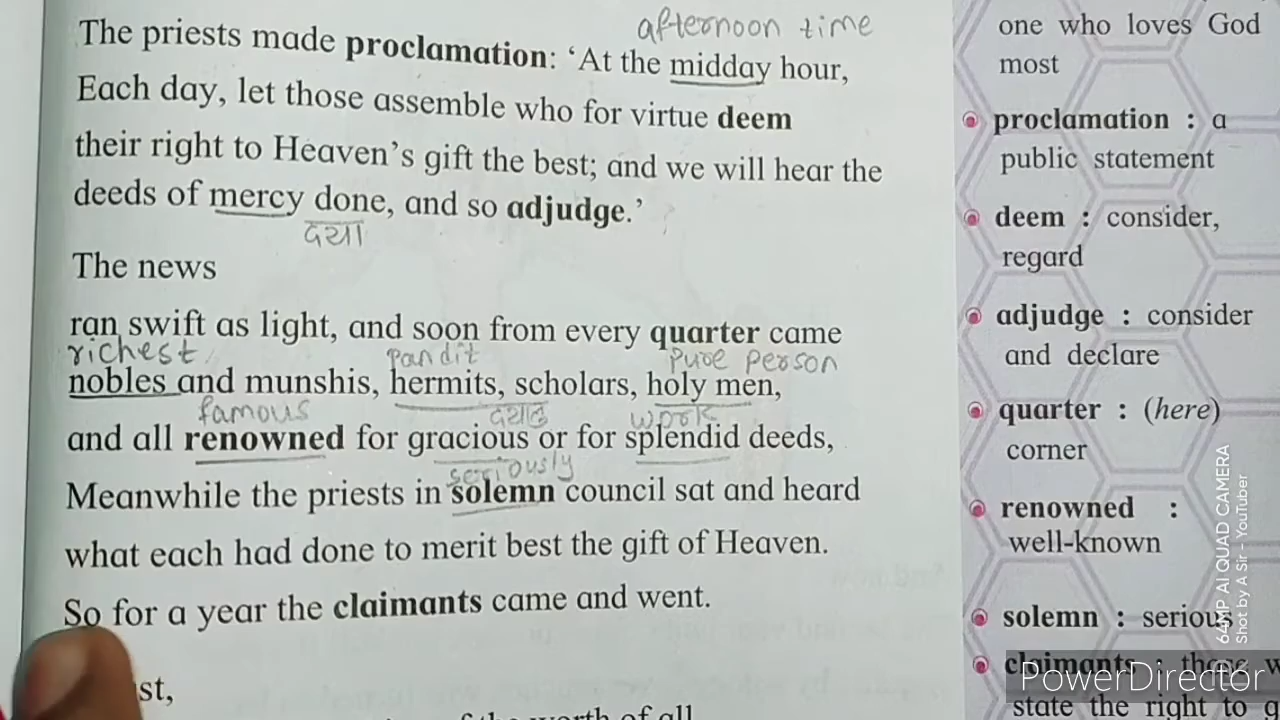 afternoon time
The priests made proclamation: ‘At the midday hour,
Each day, let those assemble who for virtue deem
their right to Heaven’s gift the best; and we will hear the
deeds of mercy done, and so adjudge.’
दया
The news
ran swift as light, and soon from every quarter came
richest pandit pure person
nobles and munshis, hermits, scholars, holy men,
famous दयालु work
and all renowned for gracious or for splendid deeds,
seriously
Meanwhile the priests in solemn council sat and heard
what each had done to merit best the gift of Heaven.
So for a year the claimants came and went.
st,
of all
one who loves God
most
proclamation : a
public statement
deem : consider,
regard
adjudge : consider
and declare
quarter : (here)
corner
renowned :
well-known
solemn : serious
claimants : those w
state the right to g
64MP AI QUAD CAMERA
Shot by A Sir - YouTuber
PowerDirector